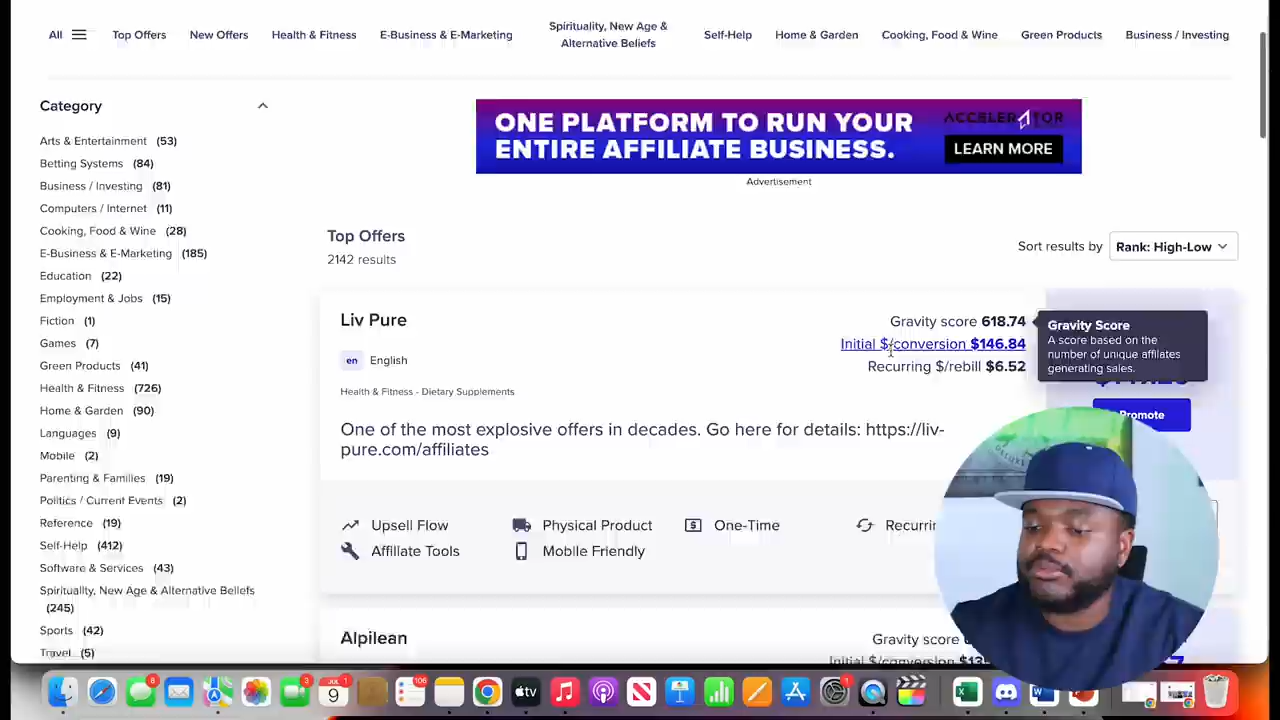 All
Top Offers
New Offers
Health & Fitness
E-Business & E-Marketing
Spirituality, New Age &
Alternative Beliefs
Self-Help
Home & Garden
Cooking, Food & Wine
Green Products
Business / Investing
Category
Arts & Entertainment (53)
Betting Systems (84)
Business / Investing (81)
Computers / Internet (11)
Cooking, Food & Wine (28)
E-Business & E-Marketing (185)
Education (22)
Employment & Jobs (15)
Fiction (1)
Games (7)
Green Products (41)
Health & Fitness (726)
Home & Garden (90)
Languages (9)
Mobile (2)
Parenting & Families (19)
Politics / Current Events (2)
Reference (19)
Self-Help (412)
Software & Services (43)
Spirituality, New Age & Alternative Beliefs
(245)
Sports (42)
Travel (5)
ONE PLATFORM TO RUN YOUR
ENTIRE AFFILIATE BUSINESS.
ACCELERATOR
LEARN MORE
Advertisement
Top Offers
2142 results
Sort results by Rank: High-Low
Liv Pure
en English
Health & Fitness - Dietary Supplements
One of the most explosive offers in decades. Go here for details: https://liv-
pure.com/affiliates
Gravity score 618.74
Initial $/conversion $146.84
Recurring $/rebill $6.52
Gravity Score
A score based on the
number of unique affilates
generating sales.
Promote
Upsell Flow
Physical Product
One-Time
Affiliate Tools
Mobile Friendly
Alpilean
Gravity score
Initial $/conversion
8
3
JUL
9
106
1